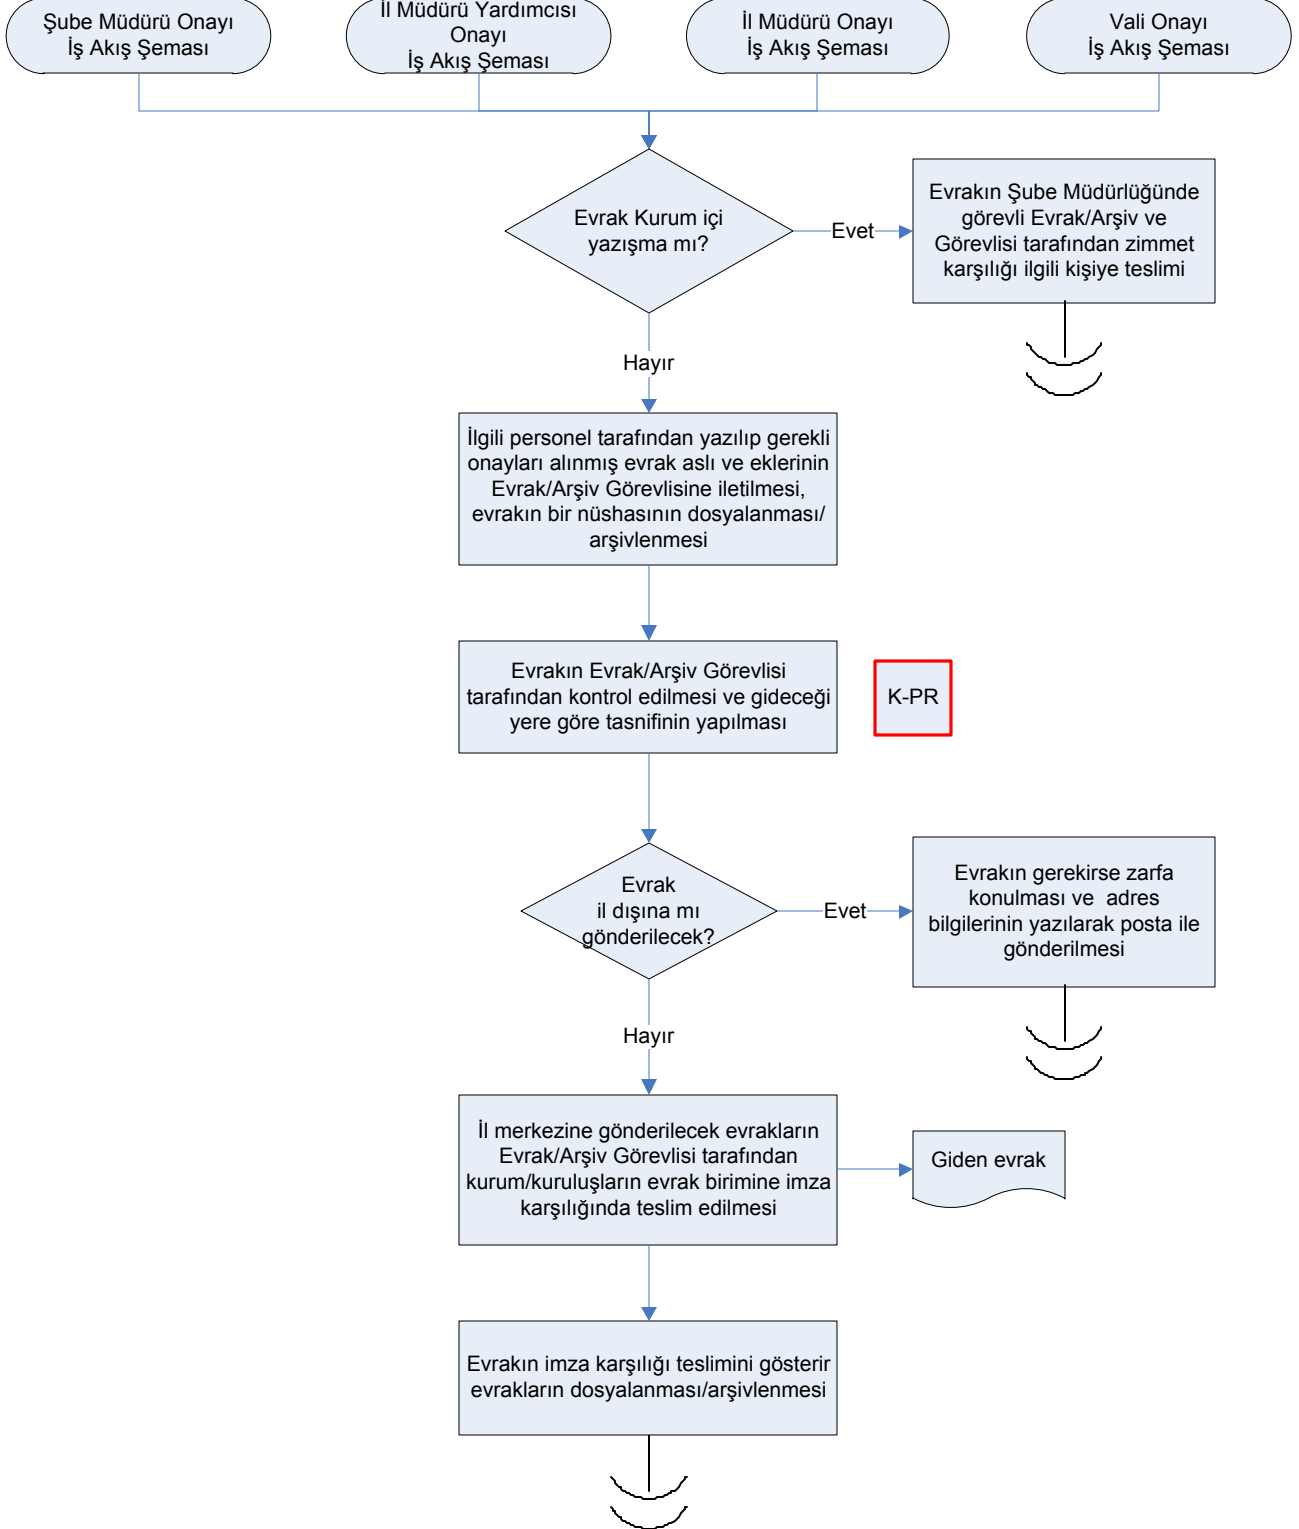 Şube Müdürü Onayı
İş Akış Şeması
İl Müdürü Yardımcısı
Onayı
İş Akış Şeması
İl Müdürü Onayı
İş Akış Şeması
Vali Onayı
İş Akış Şeması
Evrak Kurum içi
yazışma mı?
Evet
Evrakın Şube Müdürlüğünde
görevli Evrak/Arşiv ve
Görevlisi tarafından zimmet
karşılığı ilgili kişiye teslimi
Hayır
İlgili personel tarafından yazılıp gerekli
onayları alınmış evrak aslı ve eklerinin
Evrak/Arşiv Görevlisine iletilmesi,
evrakın bir nüshasının dosyalanması/
arşivlenmesi
Evrakın Evrak/Arşiv Görevlisi
tarafından kontrol edilmesi ve gideceği
yere göre tasnifinin yapılması
K-PR
Evrak
il dışına mı
gönderilecek?
Evet
Evrakın gerekirse zarfa
konulması ve  adres
bilgilerinin yazılarak posta ile
gönderilmesi
Hayır
İl merkezine gönderilecek evrakların
Evrak/Arşiv Görevlisi tarafından
kurum/kuruluşların evrak birimine imza
karşılığında teslim edilmesi
Giden evrak
Evrakın imza karşılığı teslimini gösterir
evrakların dosyalanması/arşivlenmesi